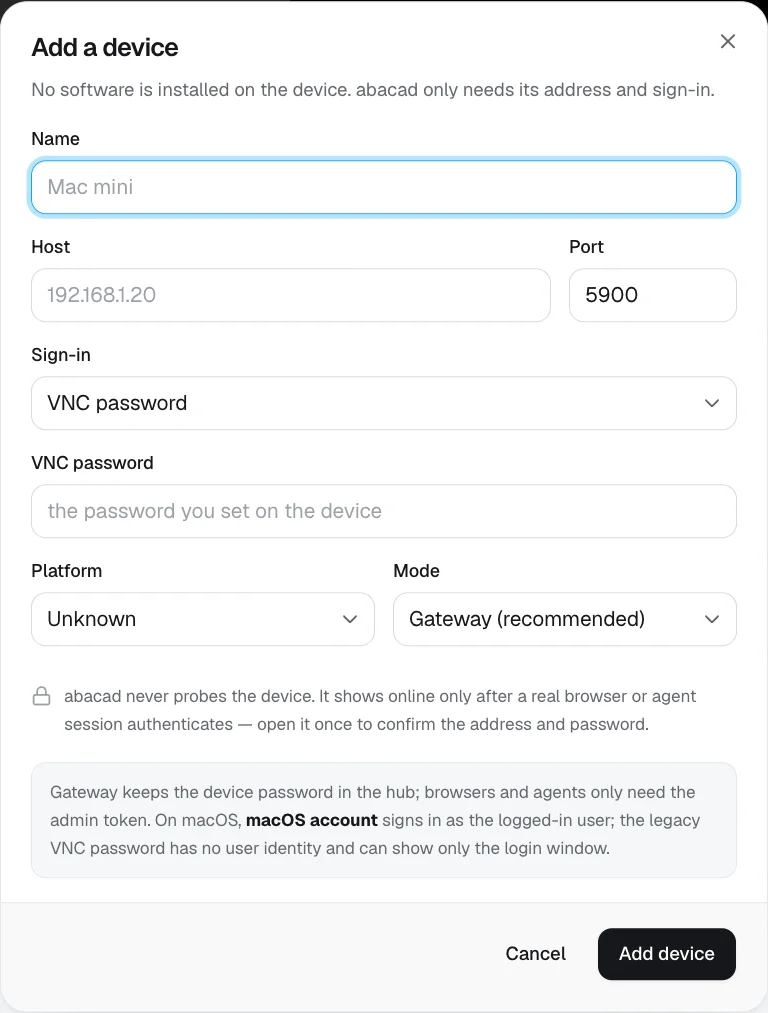 Add a device
No software is installed on the device. abacad only needs its address and sign-in.
Name
Mac mini
Host
Port
192.168.1.20
5900
Sign-in
VNC password
VNC password
the password you set on the device
Platform
Mode
Unknown
Gateway (recommended)
abacad never probes the device. It shows online only after a real browser or agent
session authenticates — open it once to confirm the address and password.
Gateway keeps the device password in the hub; browsers and agents only need the
admin token. On macOS, macOS account signs in as the logged-in user; the legacy
VNC password has no user identity and can show only the login window.
Cancel
Add device